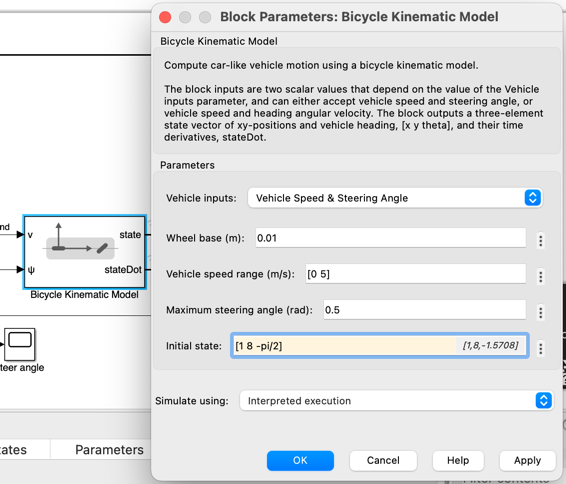 Block Parameters: Bicycle Kinematic Model
Bicycle Kinematic Model
Compute car-like vehicle motion using a bicycle kinematic model.
The block inputs are two scalar values that depend on the value of the Vehicle
inputs parameter, and can either accept vehicle speed and steering angle, or
vehicle speed and heading angular velocity. The block outputs a three-element
state vector of xy-positions and vehicle heading, [x y theta], and their time
derivatives, stateDot.
Parameters
Vehicle inputs: Vehicle Speed & Steering Angle
Wheel base (m): 0.01
Vehicle speed range (m/s): [0 5]
Maximum steering angle (rad): 0.5
Initial state: [1 8 -pi/2] [1,8,-1.5708]
Simulate using: Interpreted execution
OK Cancel Help Apply
nd
v state
ψ stateDot
Bicycle Kinematic Model
teer angle
ates Parameters